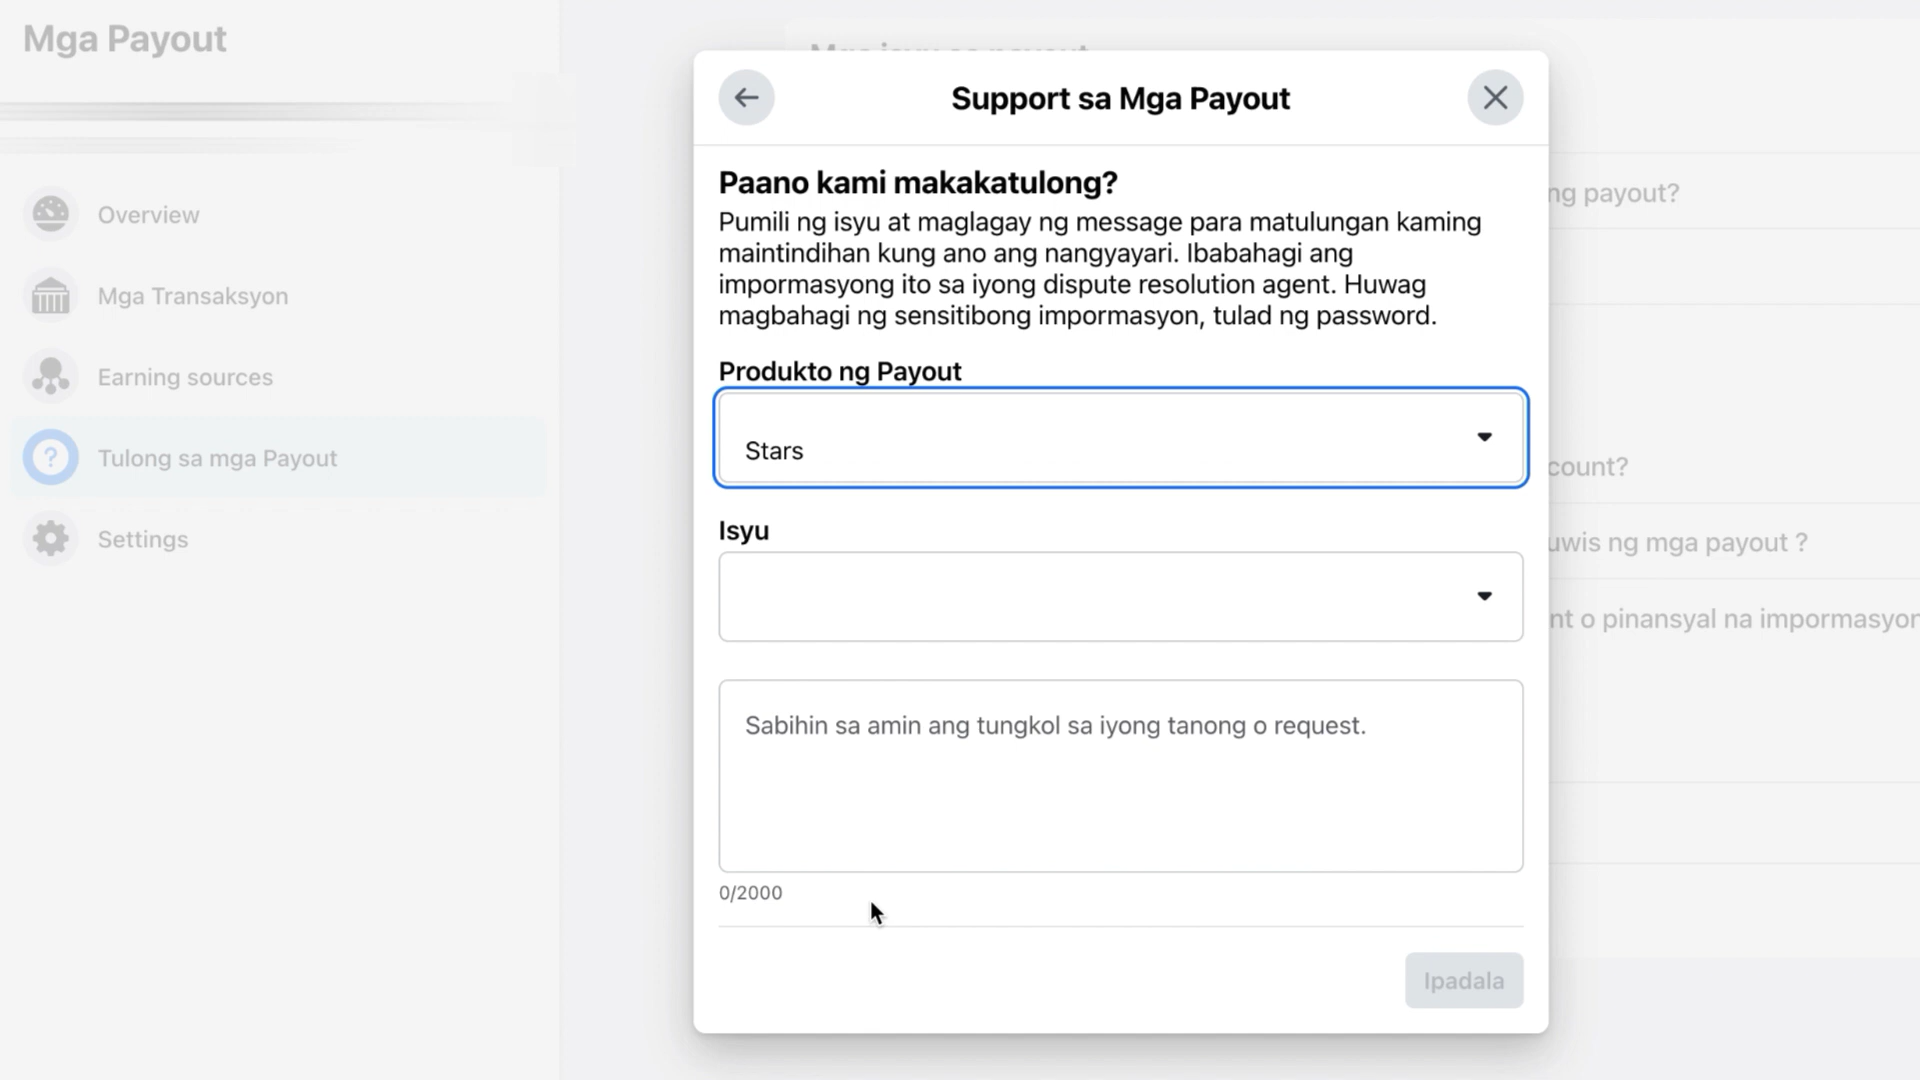 Mga Payout
Overview
Mga Transaksyon
Earning sources
Tulong sa mga Payout
Settings
Mga isyu sa payout
Support sa Mga Payout
Paano kami makakatulong?
Pumili ng isyu at maglagay ng message para matulungan kaming
maintindihan kung ano ang nangyayari. Ibabahagi ang
impormasyong ito sa iyong dispute resolution agent. Huwag
magbahagi ng sensitibong impormasyon, tulad ng password.
Produkto ng Payout
Stars
Isyu
Sabihin sa amin ang tungkol sa iyong tanong o request.
0/2000
Ipadala
ng payout?
count?
uwis ng mga payout ?
nt o pinansyal na impormasyon